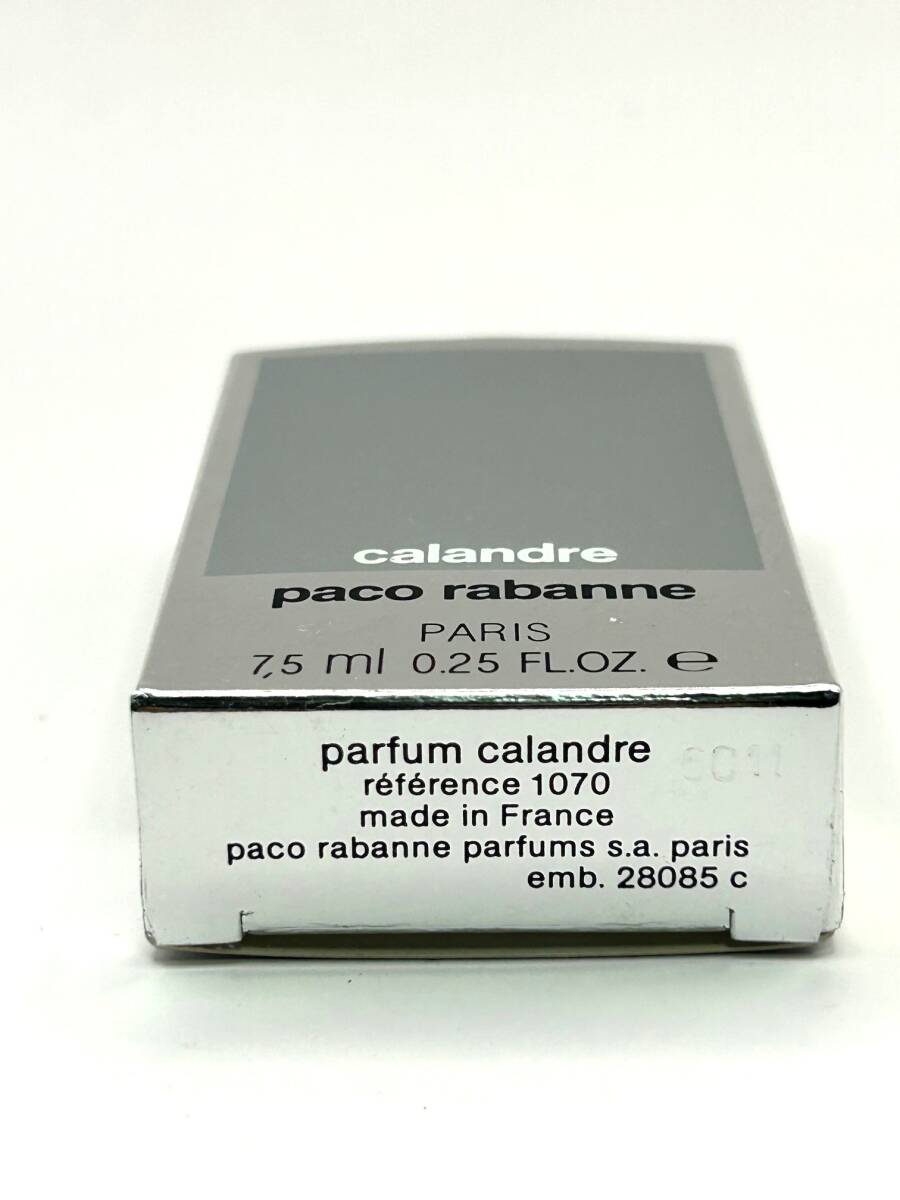 calandre
paco rabanne
PARIS
7,5 ml 0.25 FL.OZ. ℮
parfum calandre
référence 1070
made in France
paco rabanne parfums s.a. paris
emb. 28085 c